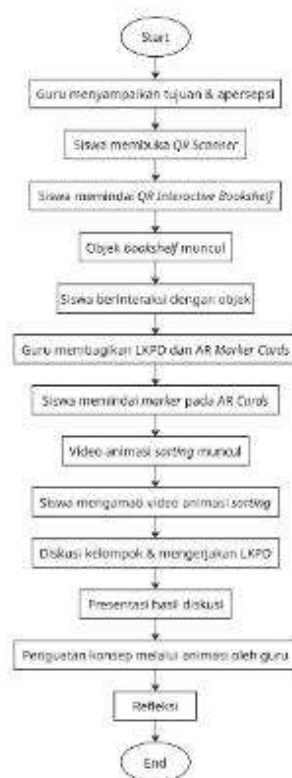 Start
Guru menyampaikan tujuan & apersepsi
Siswa membuka QR Scanner
Siswa memindai QR Interactive Bookshelf
Objek bookshelf muncul
Siswa berinteraksi dengan objek
Guru membagikan LKPD dan AR Marker Cards
Siswa memindai marker pada AR Cards
Video animasi sorting muncul
Siswa mengamati video animasi sorting
Diskusi kelompok & mengerjakan LKPD
Presentasi hasil diskusi
Penguatan konsep melalui animasi oleh guru
Refleksi
End